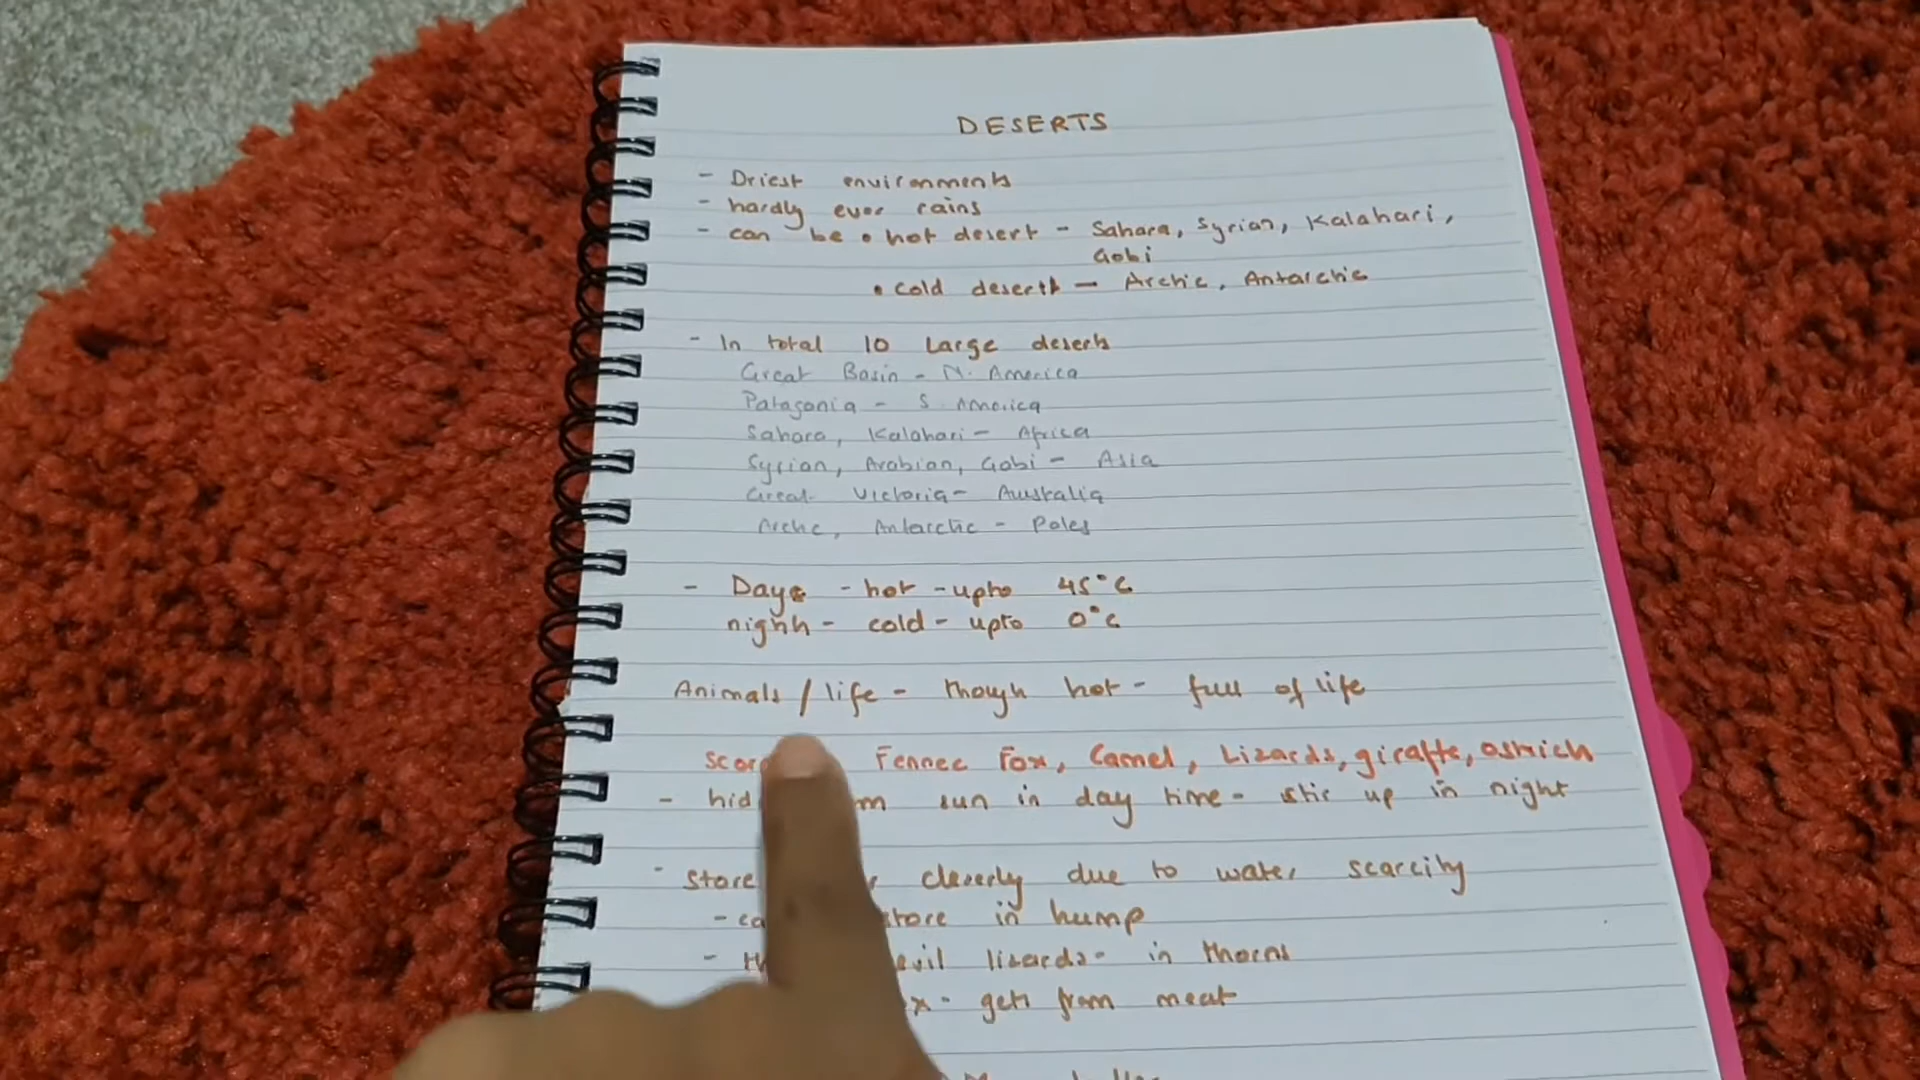 DESERTS
- Driest environments
- hardly ever rains
- can be • hot desert - Sahara, Syrian, Kalahari,
Gobi
• cold desert - Arctic, Antarctic
- In total 10 Large deserts
Great Basin - N. America
Patagonia - S. America
Sahara, Kalahari - Africa
Syrian, Arabian, Gobi - Asia
Great Victoria - Australia
Arctic, Antarctic - Poles
- Day - hot - upto 45°C
night - cold - upto 0°C
Animals / life - though hot - full of life
Fennec Fox, Camel, Lizards, giraffe, ostrich
- sun in day time - stir up in night
- Store cleverly due to water scarcity
- store in hump
- lizards - in thorns
- gets from meat